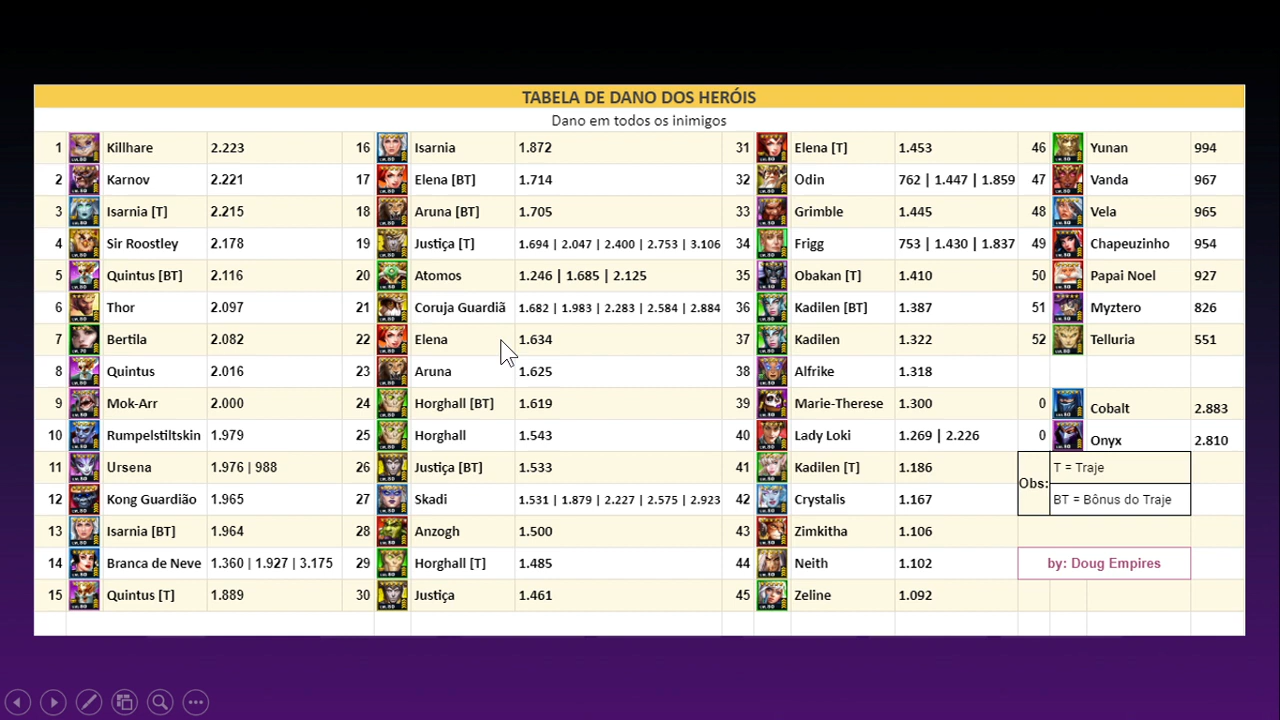 TABELA DE DANO DOS HERÓIS
Dano em todos os inimigos
1 Killhare 2.223
2 Karnov 2.221
3 Isarnia [T] 2.215
4 Sir Roostley 2.178
5 Quintus [BT] 2.116
6 Thor 2.097
7 Bertila 2.082
8 Quintus 2.016
9 Mok-Arr 2.000
10 Rumpelstiltskin 1.979
11 Ursena 1.976 | 988
12 Kong Guardião 1.965
13 Isarnia [BT] 1.964
14 Branca de Neve 1.360 | 1.927 | 3.175
15 Quintus [T] 1.889
16 Isarnia 1.872
17 Elena [BT] 1.714
18 Aruna [BT] 1.705
19 Justiça [T] 1.694 | 2.047 | 2.400 | 2.753 | 3.106
20 Atomos 1.246 | 1.685 | 2.125
21 Coruja Guardiã 1.682 | 1.983 | 2.283 | 2.584 | 2.884
22 Elena 1.634
23 Aruna 1.625
24 Horghall [BT] 1.619
25 Horghall 1.543
26 Justiça [BT] 1.533
27 Skadi 1.531 | 1.879 | 2.227 | 2.575 | 2.923
28 Anzogh 1.500
29 Horghall [T] 1.485
30 Justiça 1.461
31 Elena [T] 1.453
32 Odin 762 | 1.447 | 1.859
33 Grimble 1.445
34 Frigg 753 | 1.430 | 1.837
35 Obakan [T] 1.410
36 Kadilen [BT] 1.387
37 Kadilen 1.322
38 Alfrike 1.318
39 Marie-Therese 1.300
40 Lady Loki 1.269 | 2.226
41 Kadilen [T] 1.186
42 Crystalis 1.167
43 Zimkitha 1.106
44 Neith 1.102
45 Zeline 1.092
46 Yunan 994
47 Vanda 967
48 Vela 965
49 Chapeuzinho 954
50 Papai Noel 927
51 Myztero 826
52 Telluria 551
0 Cobalt 2.883
0 Onyx 2.810
Obs:
T = Traje
BT = Bônus do Traje
by: Doug Empires